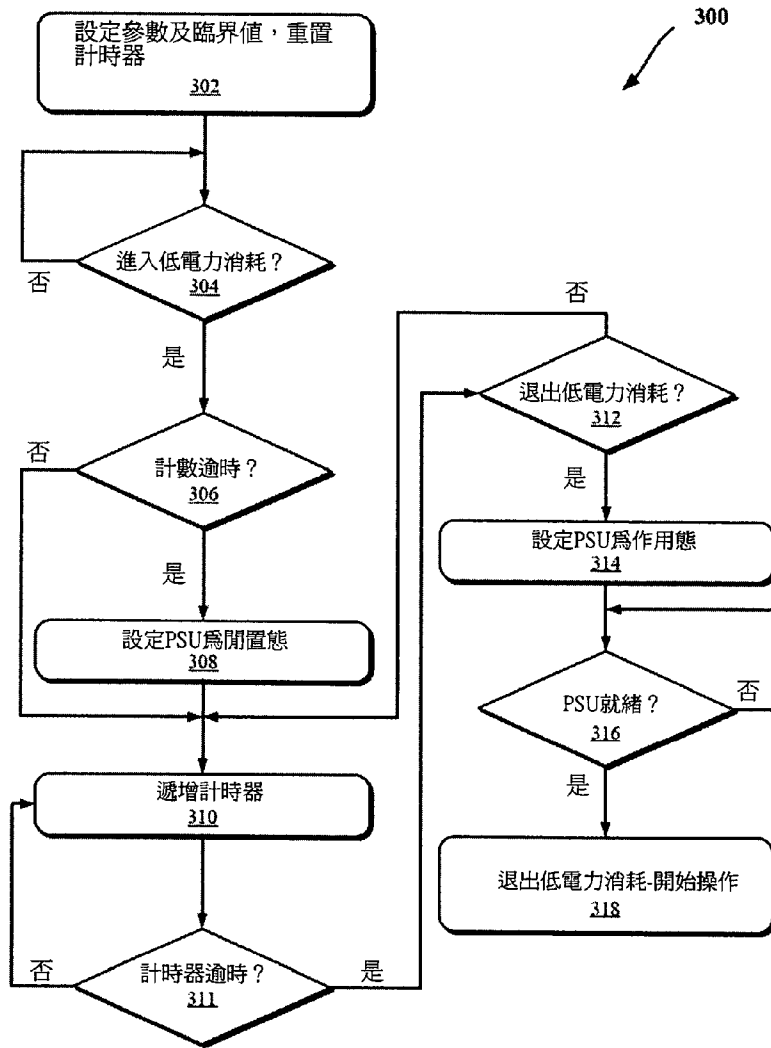 300
設定參數及臨界值，重置
計時器
302
進入低電力消耗？
304
否
是
計數逾時？
306
否
是
設定PSU爲閒置態
308
遞增計時器
310
計時器逾時？
311
否
是
否
退出低電力消耗？
312
是
設定PSU爲作用態
314
PSU就緒？
316
否
是
退出低電力消耗-開始操作
318